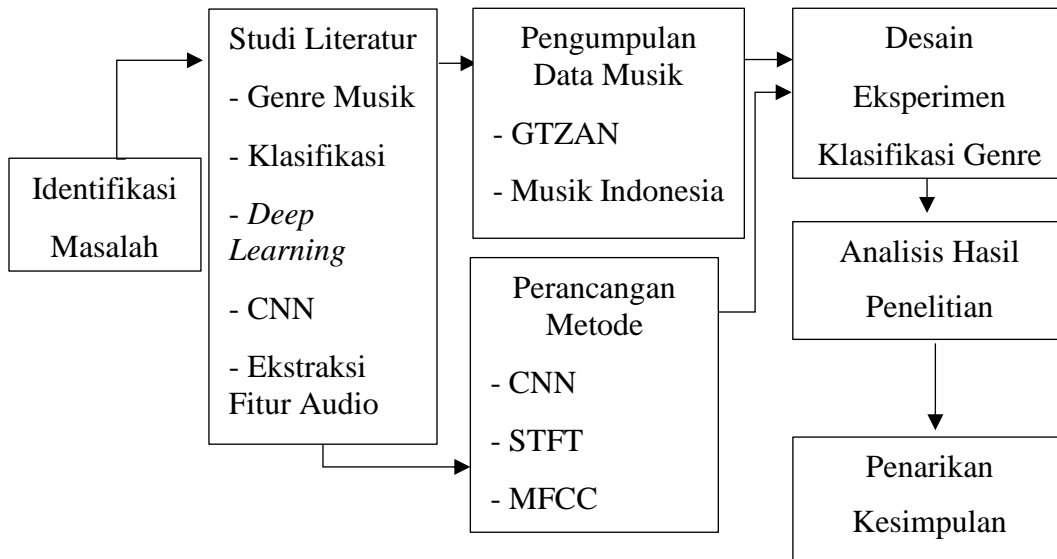 Identifikasi
Masalah
Studi Literatur
- Genre Musik
- Klasifikasi
- Deep
Learning
- CNN
- Ekstraksi
Fitur Audio
Pengumpulan
Data Musik
- GTZAN
- Musik Indonesia
Perancangan
Metode
- CNN
- STFT
- MFCC
Desain
Eksperimen
Klasifikasi Genre
Analisis Hasil
Penelitian
Penarikan
Kesimpulan